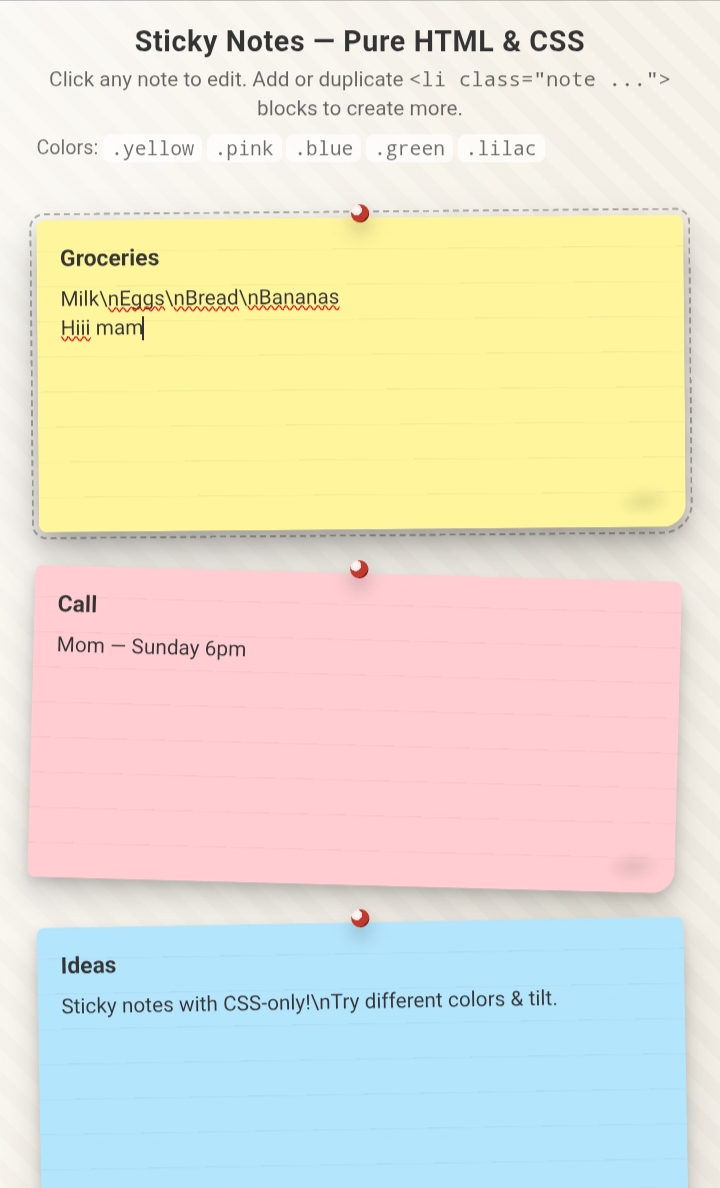 Sticky Notes — Pure HTML & CSS
Click any note to edit. Add or duplicate <li class="note ...">
blocks to create more.
Colors: .yellow .pink .blue .green .lilac
Groceries
Milk\nEggs\nBread\nBananas
Hiii mam
Call
Mom — Sunday 6pm
Ideas
Sticky notes with CSS-only!\nTry different colors & tilt.